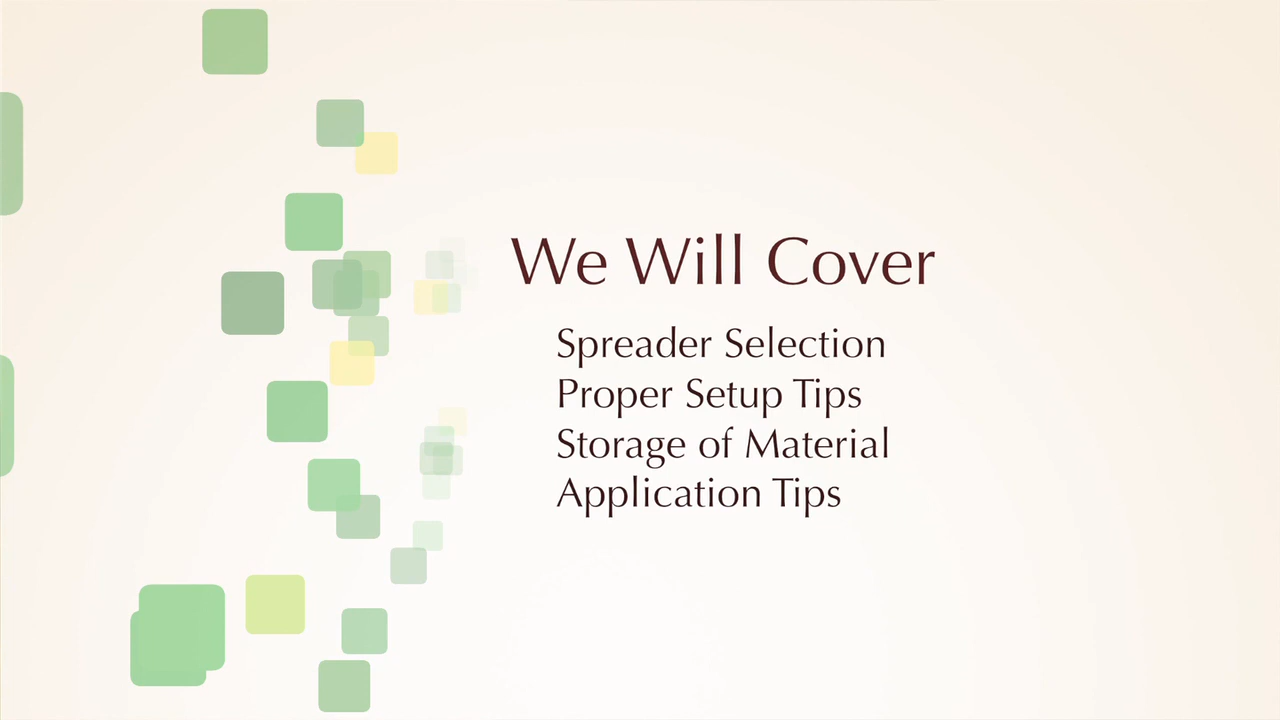 We Will Cover
Spreader Selection
Proper Setup Tips
Storage of Material
Application Tips